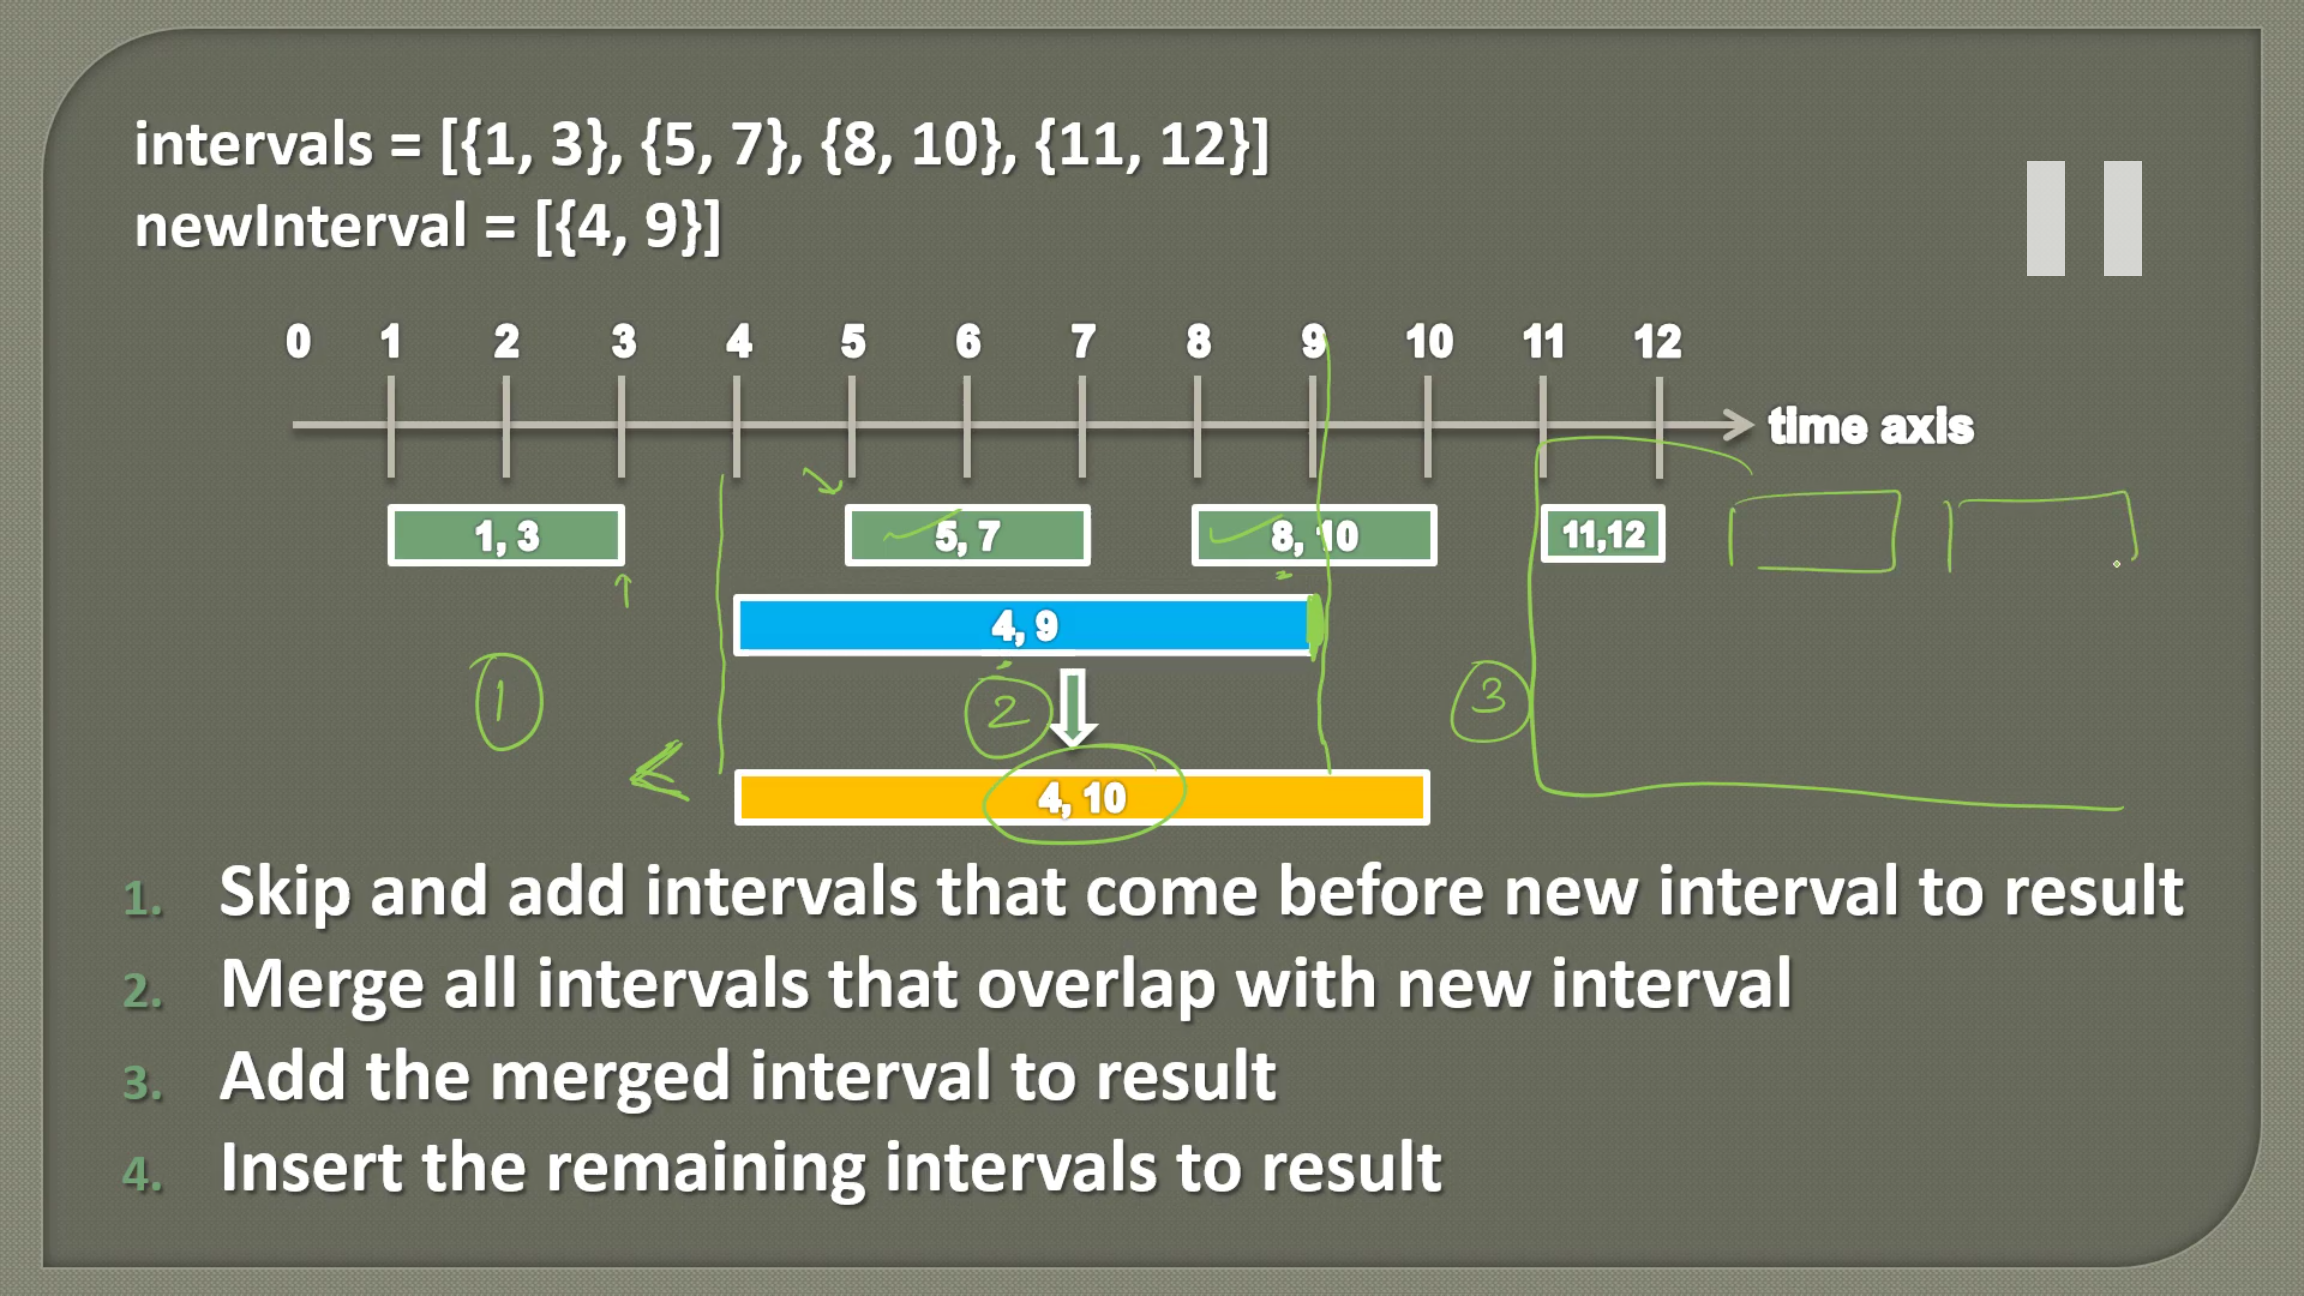 intervals = [{1, 3}, {5, 7}, {8, 10}, {11, 12}]
newInterval = [{4, 9}]
0 1 2 3 4 5 6 7 8 9 10 11 12
time axis
1, 3 5, 7 8, 10 11,12
4, 9
1 2 3
4, 10
1. Skip and add intervals that come before new interval to result
2. Merge all intervals that overlap with new interval
3. Add the merged interval to result
4. Insert the remaining intervals to result